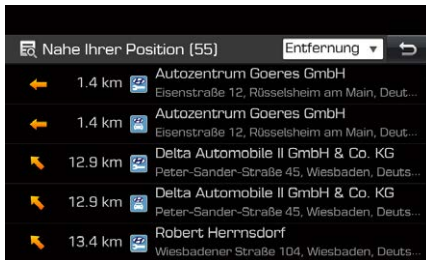 Nahe Ihrer Position (55) Entfernung
1.4 km Autozentrum Goeres GmbH
Eisenstraße 12, Rüsselsheim am Main, Deut...
1.4 km Autozentrum Goeres GmbH
Eisenstraße 12, Rüsselsheim am Main, Deut...
12.9 km Delta Automobile II GmbH & Co. KG
Peter-Sander-Straße 45, Wiesbaden, Deuts...
12.9 km Delta Automobile II GmbH & Co. KG
Peter-Sander-Straße 45, Wiesbaden, Deuts...
13.4 km Robert Herrnsdorf
Wiesbadener Straße 104, Wiesbaden, Deuts...